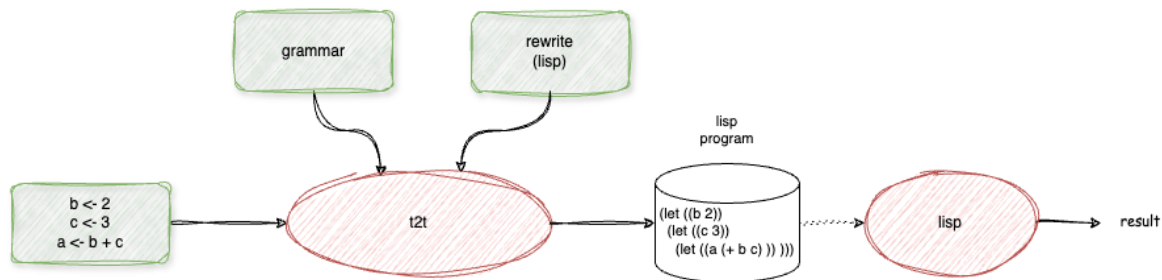 grammar
rewrite
(lisp)
b <- 2
c <- 3
a <- b + c
t2t
lisp
program
(let ((b 2))
(let ((c 3))
(let ((a (+ b c) )) )))
lisp
result